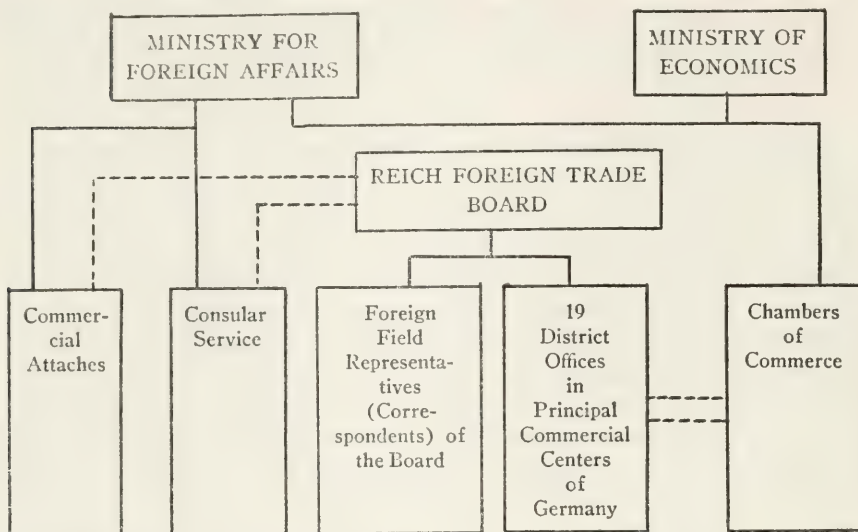 MINISTRY FOR
FOREIGN AFFAIRS
MINISTRY OF
ECONOMICS
REICH FOREIGN TRADE
BOARD
Commer-
cial
Attaches
Consular
Service
Foreign
Field
Representa-
tives
(Corre-
spondents) of
the Board
19
District
Offices
in
Principal
Commercial
Centers
of
Germany
Chambers
of
Commerce